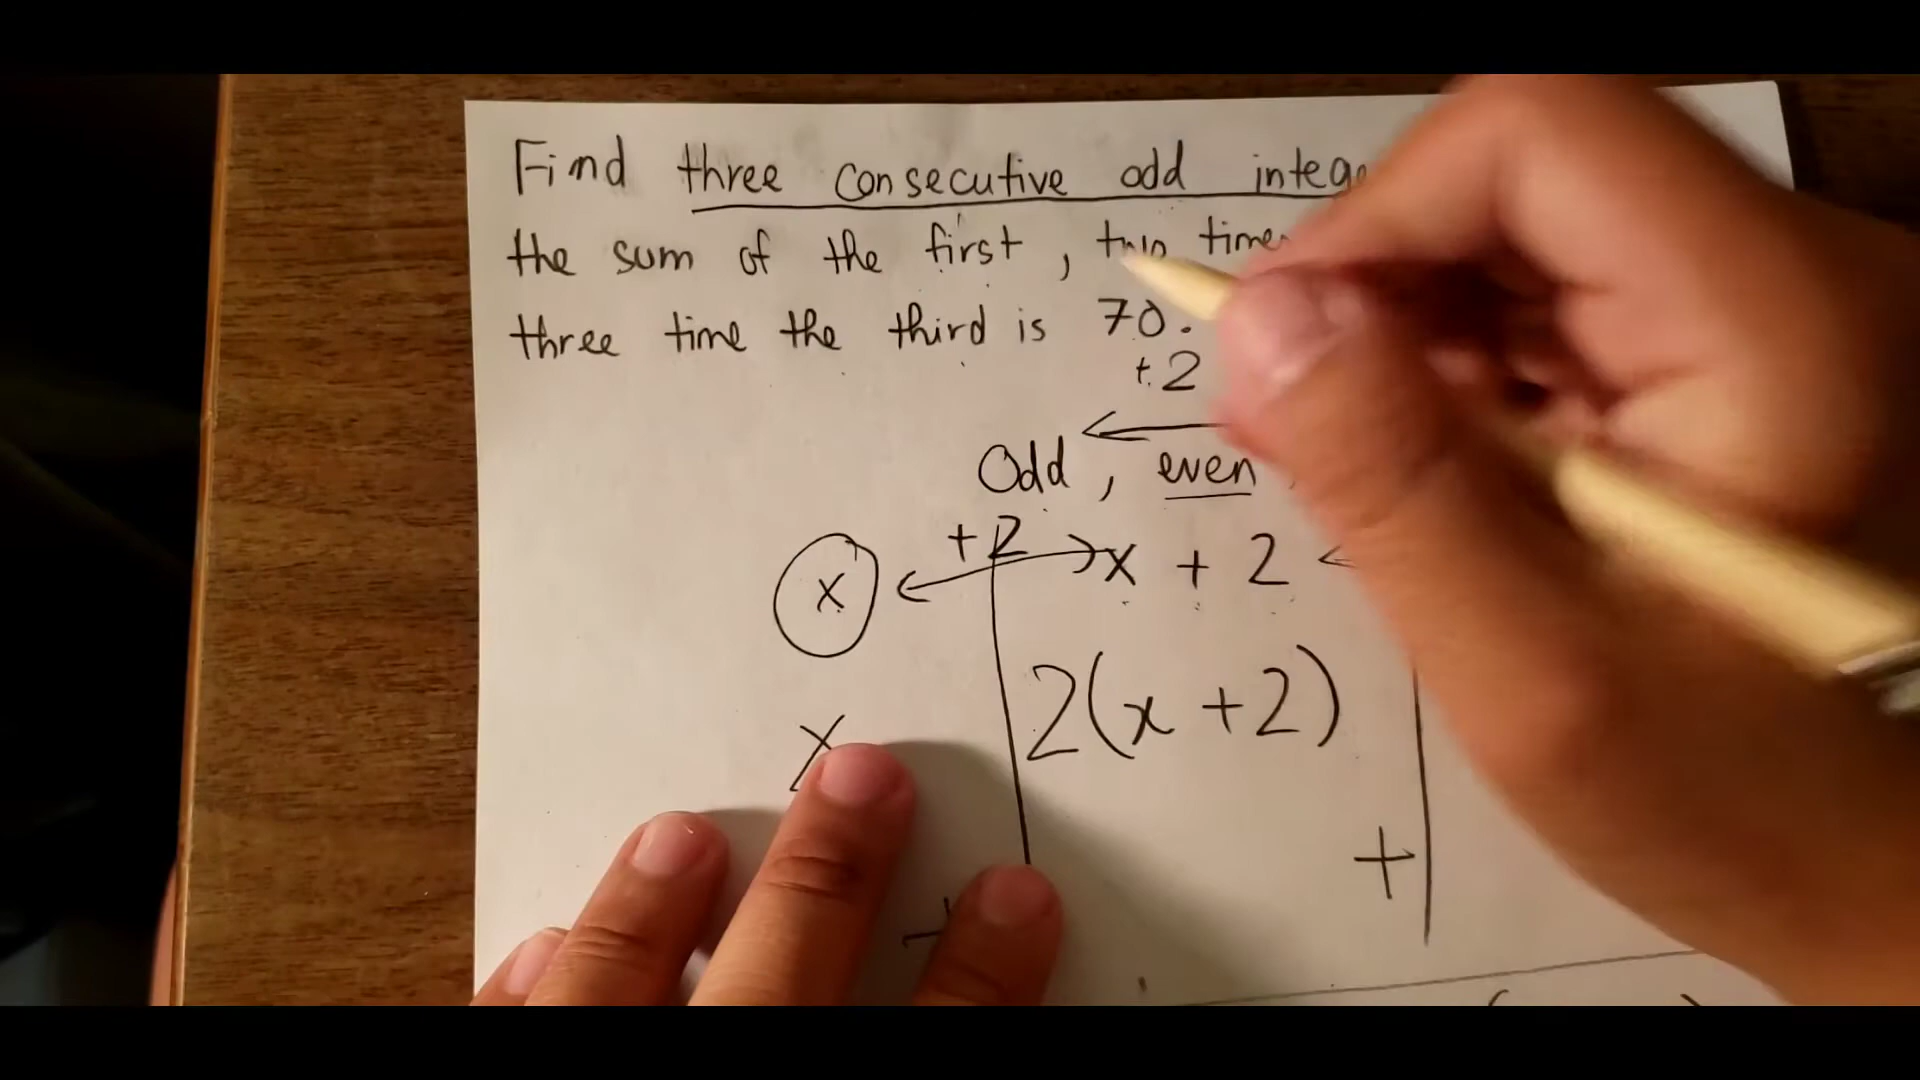 Find three consecutive odd
the sum of the first, two
three time the third is 70.
+2
Odd, even
+2
x x + 2
x 2(x+2)
+
+